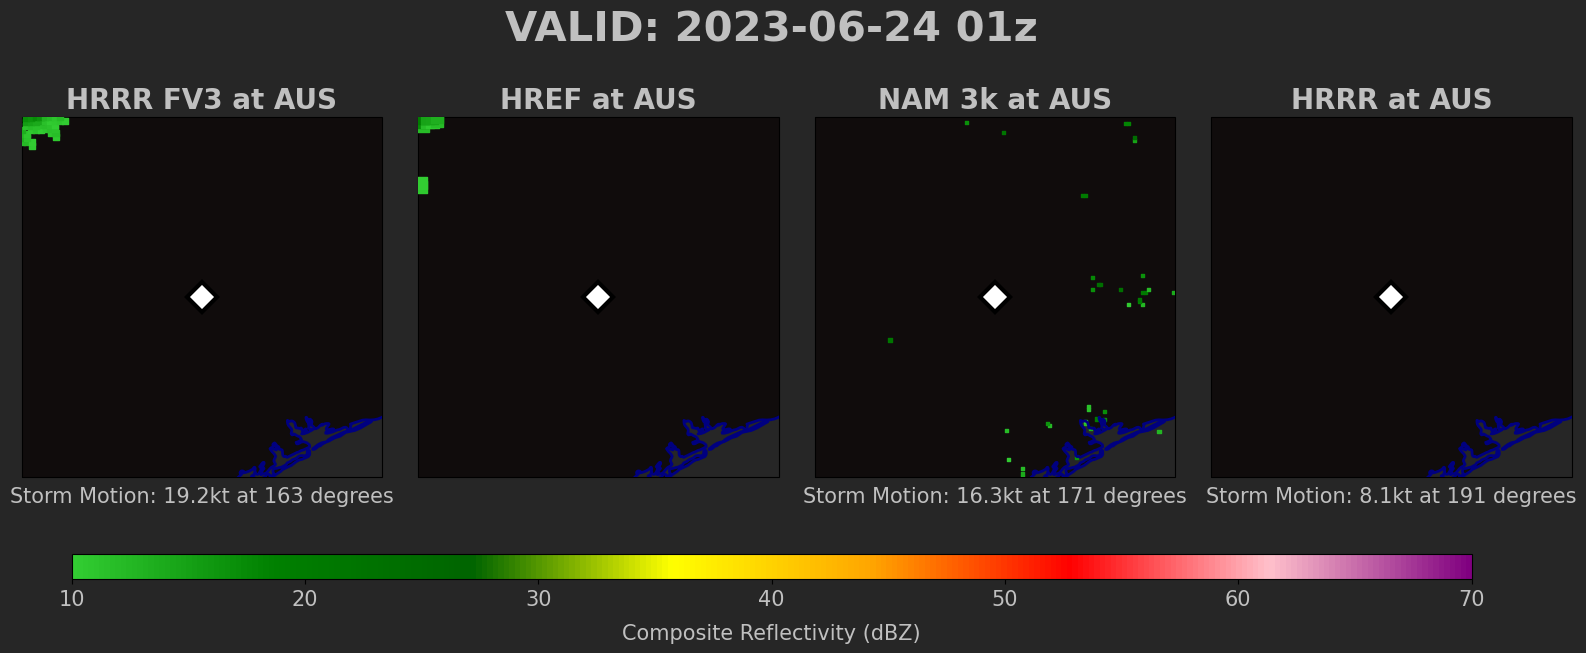 VALID: 2023-06-24 01z
HRRR FV3 at AUS
HREF at AUS
NAM 3k at AUS
HRRR at AUS
Storm Motion: 19.2kt at 163 degrees
Storm Motion: 16.3kt at 171 degrees
Storm Motion: 8.1kt at 191 degrees
10 20 30 40 50 60 70
Composite Reflectivity (dBZ)